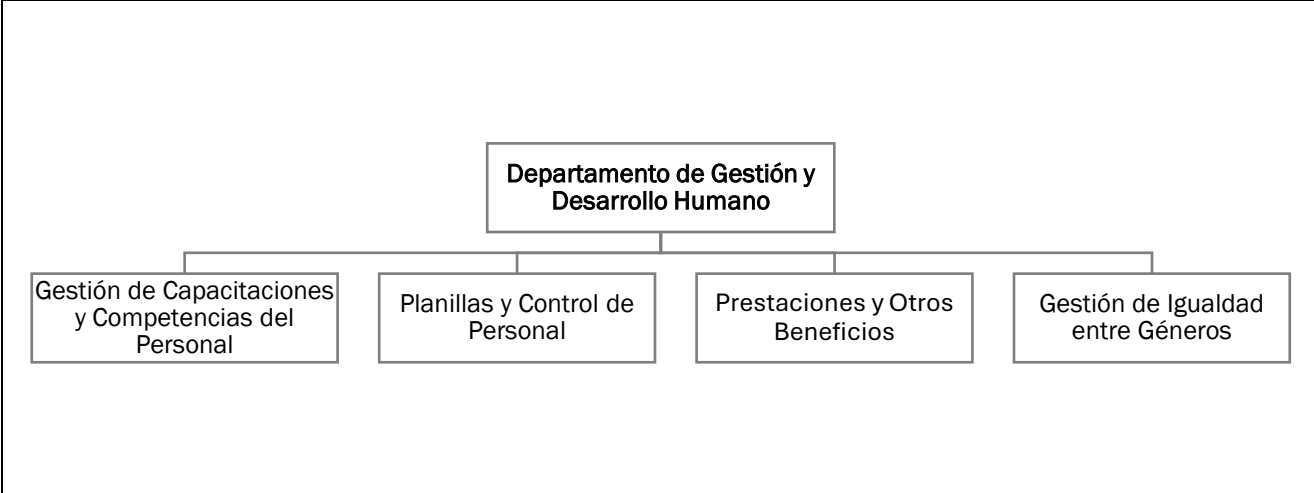 Departamento de Gestión y
Desarrollo Humano
Gestión de Capacitaciones
y Competencias del
Personal
Planillas y Control de
Personal
Prestaciones y Otros
Beneficios
Gestión de Igualdad
entre Géneros